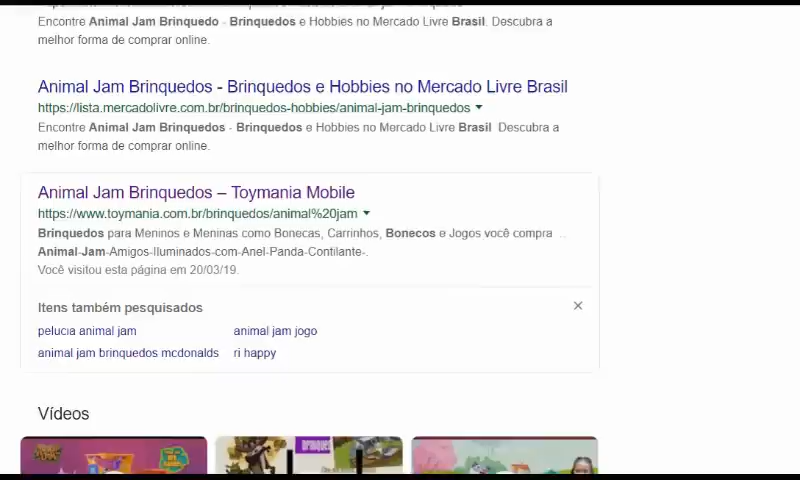 Encontre Animal Jam Brinquedo - Brinquedos e Hobbies no Mercado Livre Brasil. Descubra a
melhor forma de comprar online.
Animal Jam Brinquedos - Brinquedos e Hobbies no Mercado Livre Brasil
https://lista.mercadolivre.com.br/brinquedos-hobbies/animal-jam-brinquedos
Encontre Animal Jam Brinquedos - Brinquedos e Hobbies no Mercado Livre Brasil Descubra a
melhor forma de comprar online.
Animal Jam Brinquedos – Toymania Mobile
https://www.toymania.com.br/brinquedos/animal%20jam
Brinquedos para Meninos e Meninas como Bonecas, Carrinhos, Bonecos e Jogos você compra ...
Animal-Jam-Amigos-Iluminados-com-Anel-Panda-Contilante-.
Você visitou esta página em 20/03/19.
Itens também pesquisados
pelucia animal jam
animal jam jogo
animal jam brinquedos mcdonalds
ri happy
Vídeos